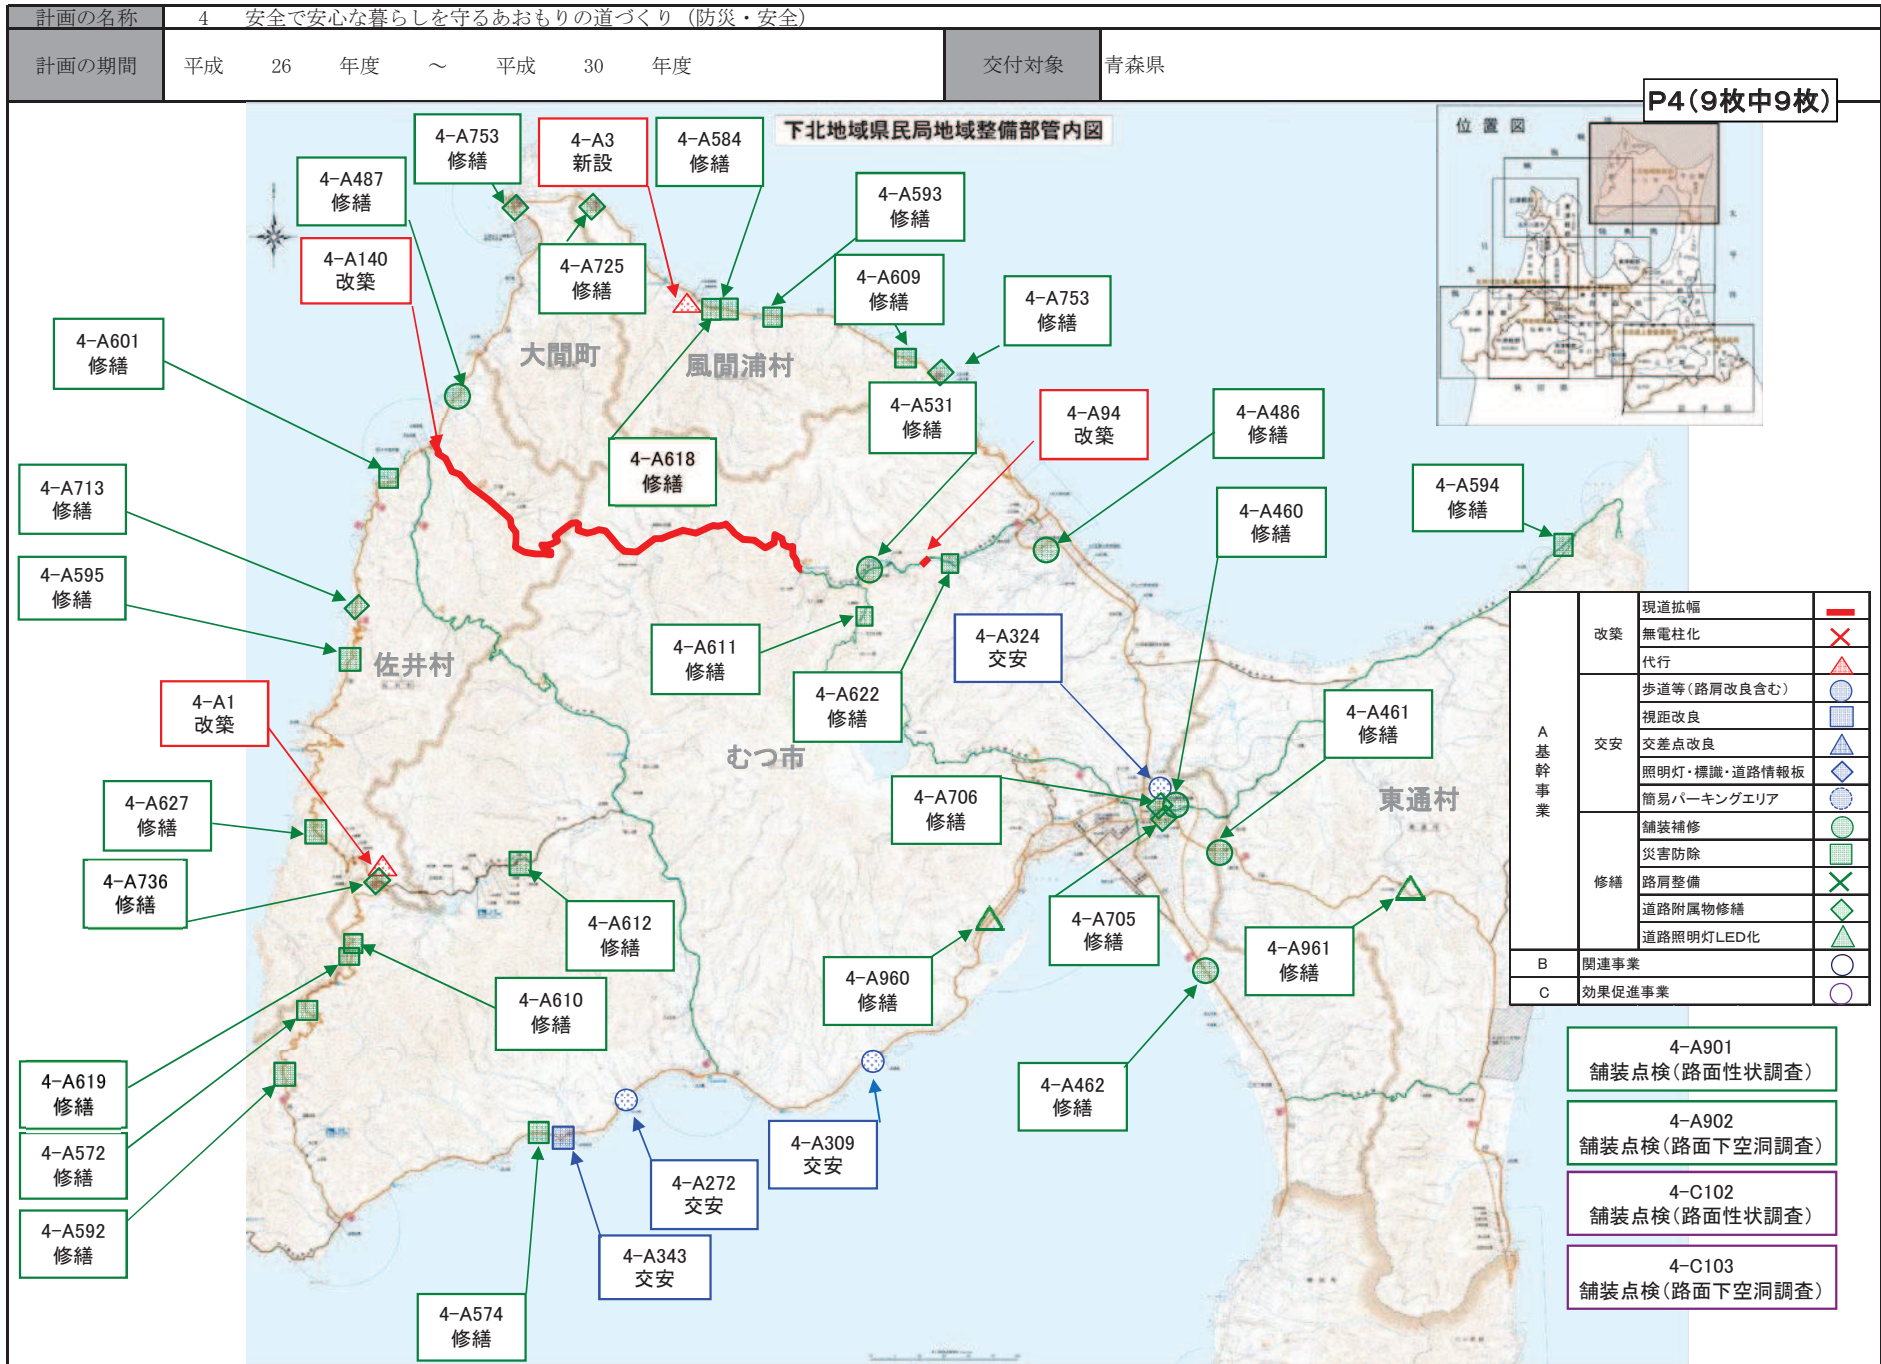 計画の名称 4 安全で安心な暮らしを守るあおもりの道づくり（防災・安全）
計画の期間 平成 26 年度 ～ 平成 30 年度 交付対象 青森県
P4(9枚中9枚)
下北地域県民局地域整備部管内図
位置図
4-A753
修繕
4-A3
新設
4-A584
修繕
4-A487
修繕
4-A593
修繕
4-A140
改築
4-A725
修繕
4-A609
修繕
4-A753
修繕
4-A601
修繕
大間町
風間浦村
4-A531
修繕
4-A94
改築
4-A486
修繕
4-A618
修繕
4-A713
修繕
4-A460
修繕
4-A594
修繕
4-A595
修繕
佐井村
4-A611
修繕
4-A324
交安
4-A622
修繕
4-A1
改築
4-A461
修繕
むつ市
東通村
4-A706
修繕
4-A627
修繕
4-A736
修繕
4-A612
修繕
4-A705
修繕
4-A961
修繕
4-A960
修繕
4-A610
修繕
4-A619
修繕
4-A462
修繕
4-A572
修繕
4-A309
交安
4-A272
交安
4-A592
修繕
4-A343
交安
4-A574
修繕
A基幹事業
改築
現道拡幅
無電柱化
代行
交安
歩道等(路肩改良含む)
視距改良
交差点改良
照明灯・標識・道路情報板
簡易パーキングエリア
修繕
舗装補修
災害防除
路肩整備
道路附属物修繕
道路照明灯LED化
B 関連事業
C 効果促進事業
4-A901
舗装点検(路面性状調査)
4-A902
舗装点検(路面下空洞調査)
4-C102
舗装点検(路面性状調査)
4-C103
舗装点検(路面下空洞調査)